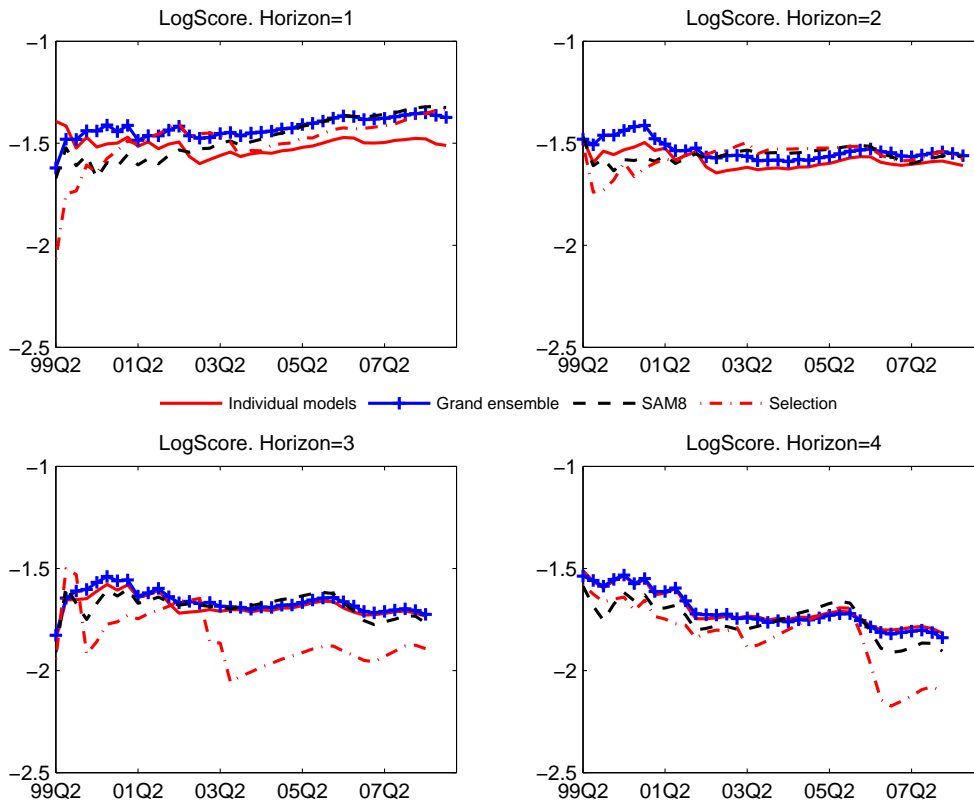 LogScore. Horizon=1
−1
−1.5
−2
−2.5
99Q2 01Q2 03Q2 05Q2 07Q2
LogScore. Horizon=2
−1
−1.5
−2
−2.5
99Q2 01Q2 03Q2 05Q2 07Q2
Individual models Grand ensemble SAM8 Selection
LogScore. Horizon=3
−1
−1.5
−2
−2.5
99Q2 01Q2 03Q2 05Q2 07Q2
LogScore. Horizon=4
−1
−1.5
−2
−2.5
99Q2 01Q2 03Q2 05Q2 07Q2